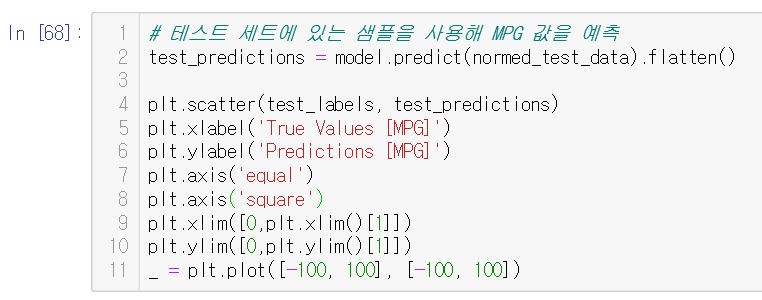 In [68]:
1 # 테스트 세트에 있는 샘플을 사용해 MPG 값을 예측
2 test_predictions = model.predict(normed_test_data).flatten()
3
4 plt.scatter(test_labels, test_predictions)
5 plt.xlabel('True Values [MPG]')
6 plt.ylabel('Predictions [MPG]')
7 plt.axis('equal')
8 plt.axis('square')
9 plt.xlim([0,plt.xlim()[1]])
10 plt.ylim([0,plt.ylim()[1]])
11 _ = plt.plot([-100, 100], [-100, 100])